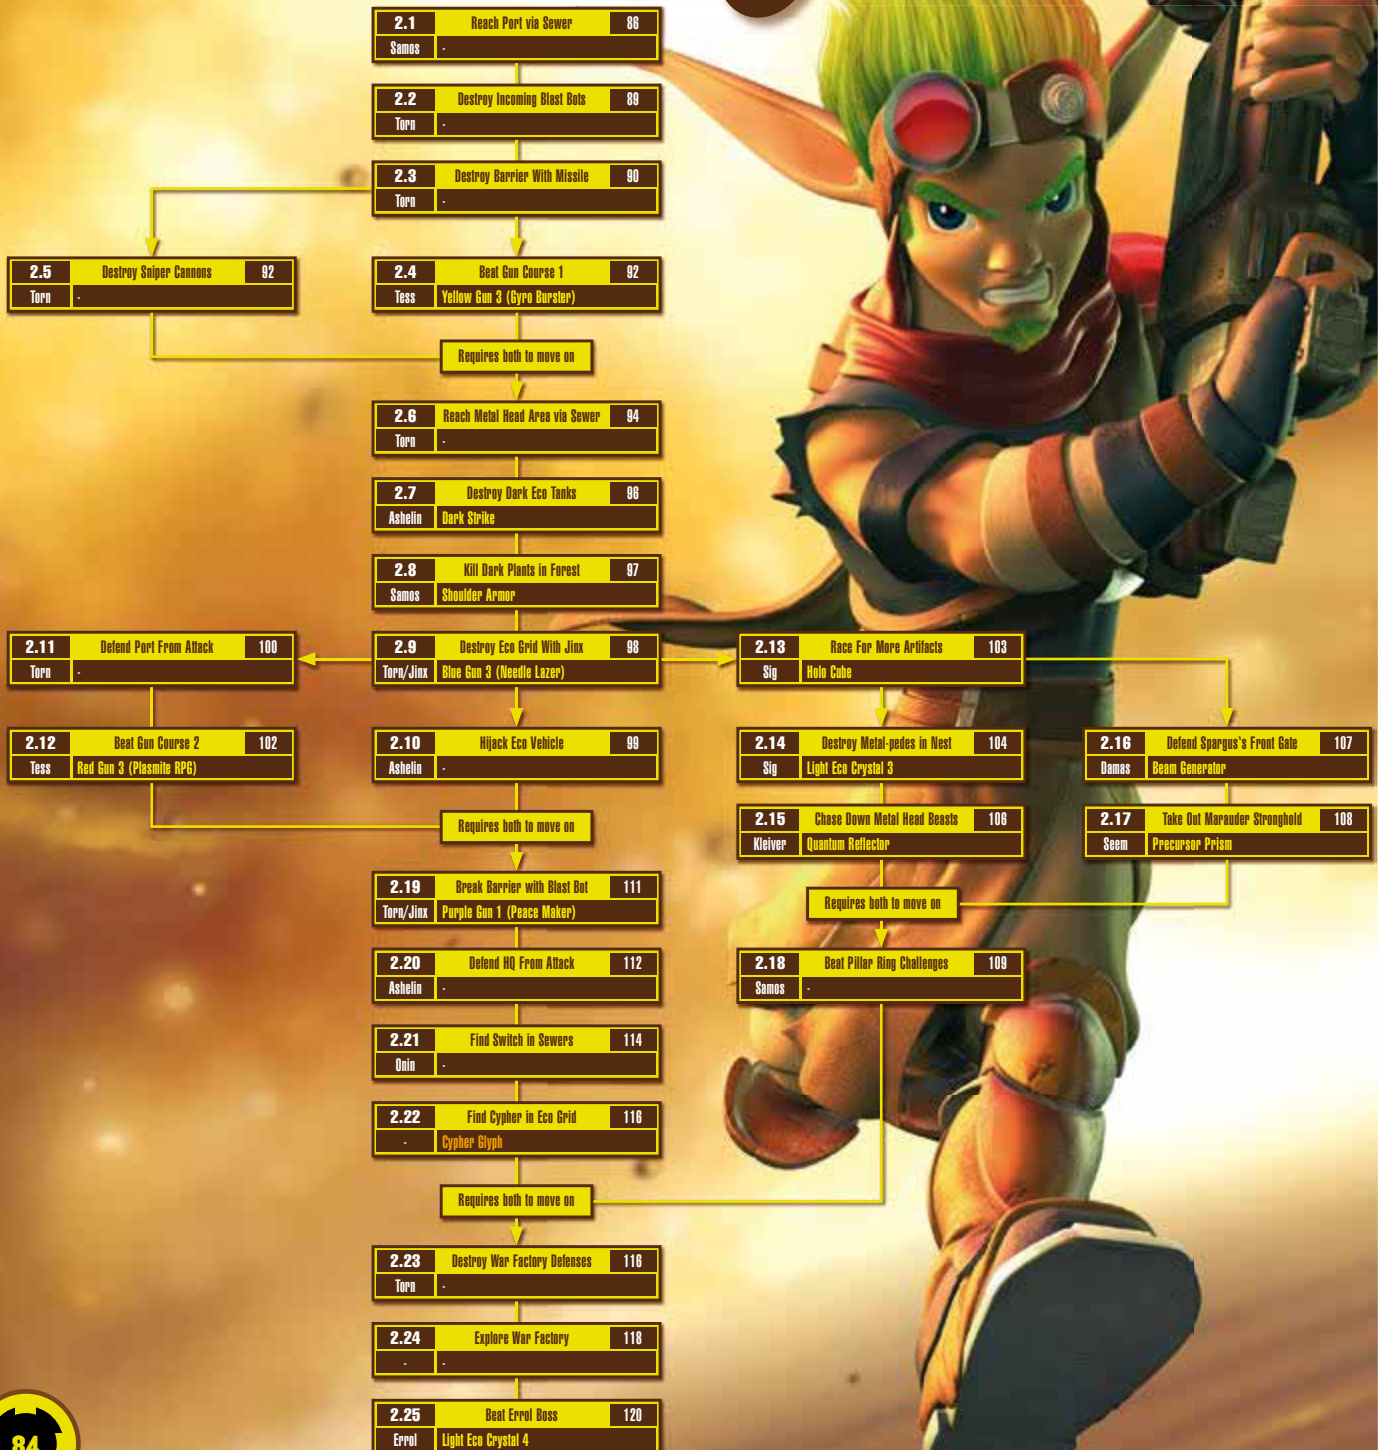 2.1 Reach Port via Sewer 86
Samos -
2.2 Destroy Incoming Blast Bots 89
Torn -
2.3 Destroy Barrier With Missile 90
Torn -
2.5 Destroy Sniper Cannons 92
Torn -
2.4 Beat Gun Course 1 92
Tess Yellow Gun 3 (Gyro Burster)
Requires both to move on
2.6 Reach Metal Head Area via Sewer 94
Torn -
2.7 Destroy Dark Eco Tanks 96
Ashelin Dark Strike
2.8 Kill Dark Plants in Forest 97
Samos Shoulder Armor
2.11 Defend Port From Attack 100
Torn -
2.9 Destroy Eco Grid With Jinx 98
Torn/Jinx Blue Gun 3 (Needle Lazer)
2.13 Race For More Artifacts 103
Sig Holo Cube
2.12 Beat Gun Course 2 102
Tess Red Gun 3 (Plasmite RPG)
2.10 Hijack Eco Vehicle 99
Ashelin -
2.14 Destroy Metal-pedes in Nest 104
Sig Light Eco Crystal 3
2.16 Defend Spargus's Front Gate 107
Damas Beam Generator
Requires both to move on
2.15 Chase Down Metal Head Beasts 106
Kleiver Quantum Reflector
2.17 Take Out Marauder Stronghold 108
Seem Precursor Prism
2.19 Break Barrier with Blast Bot 111
Torn/Jinx Purple Gun 1 (Peace Maker)
Requires both to move on
2.20 Defend HQ From Attack 112
Ashelin -
2.18 Beat Pillar Ring Challenges 109
Samos -
2.21 Find Switch in Sewers 114
Onin -
2.22 Find Cypher in Eco Grid 116
- Cypher Glyph
Requires both to move on
2.23 Destroy War Factory Defenses 116
Torn -
2.24 Explore War Factory 118
- -
2.25 Beat Errol Boss 120
Errol Light Eco Crystal 4
84